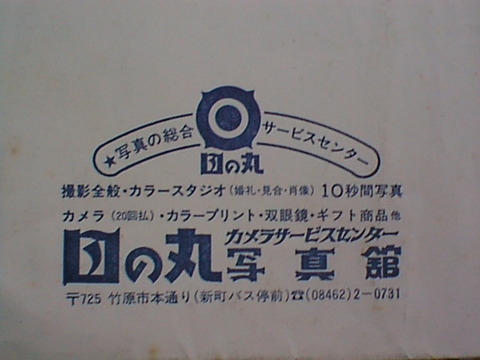 ★写真の総合 サービスセンター
日の丸
撮影全般・カラースタジオ(婚礼・見合・肖像) 10秒間写真
カメラ(20回払)・カラープリント・双眼鏡・ギフト商品他
カメラサービスセンター
日の丸写真舘
〒725 竹原市本通り(新町バス停前)☎(08462)2-0731